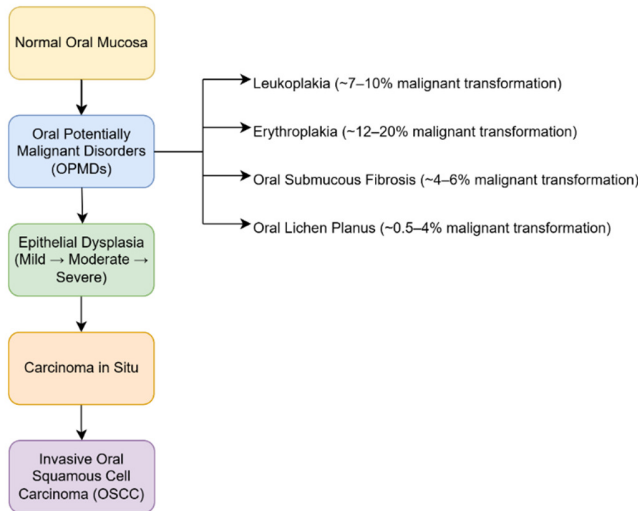 Normal Oral Mucosa
Oral Potentially
Malignant Disorders
(OPMDs)
Leukoplakia (~7–10% malignant transformation)
Erythroplakia (~12–20% malignant transformation)
Oral Submucous Fibrosis (~4–6% malignant transformation)
Oral Lichen Planus (~0.5–4% malignant transformation)
Epithelial Dysplasia
(Mild → Moderate →
Severe)
Carcinoma in Situ
Invasive Oral
Squamous Cell
Carcinoma (OSCC)